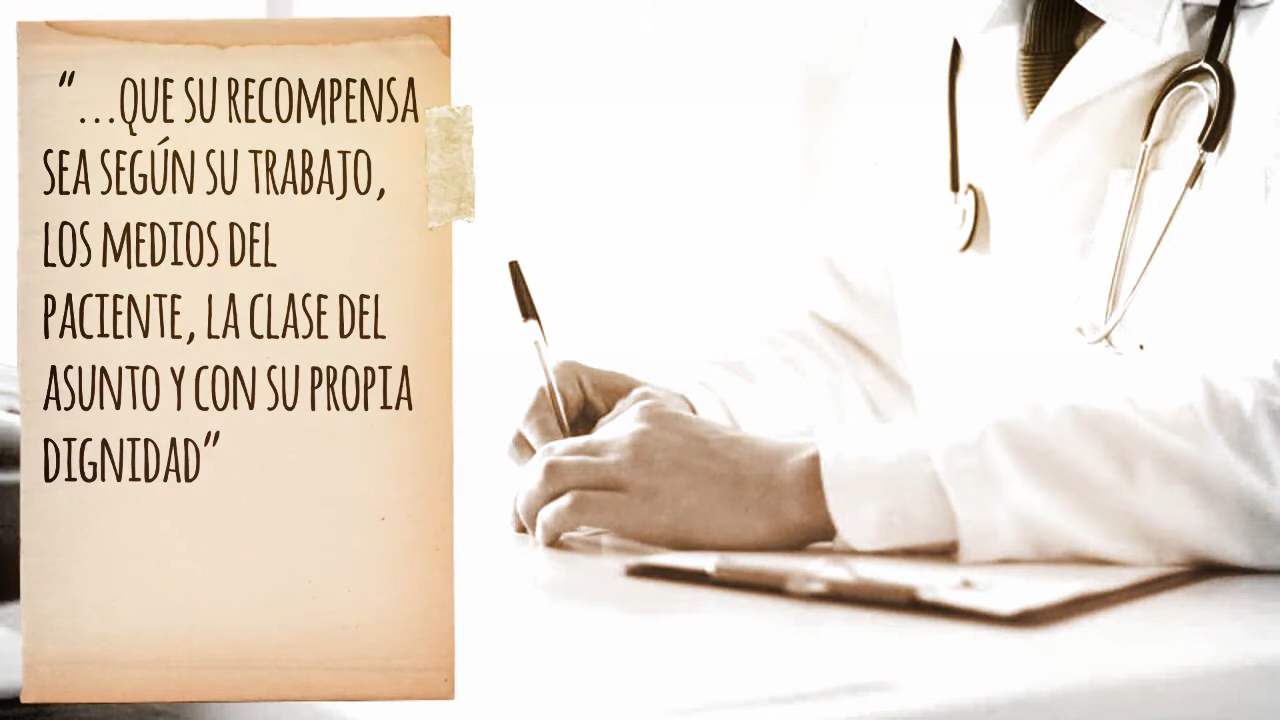 “ ...QUE SU RECOMPENSA
SEA SEGÚN SU TRABAJO,
LOS MEDIOS DEL
PACIENTE, LA CLASE DEL
ASUNTO Y CON SU PROPIA
DIGNIDAD”